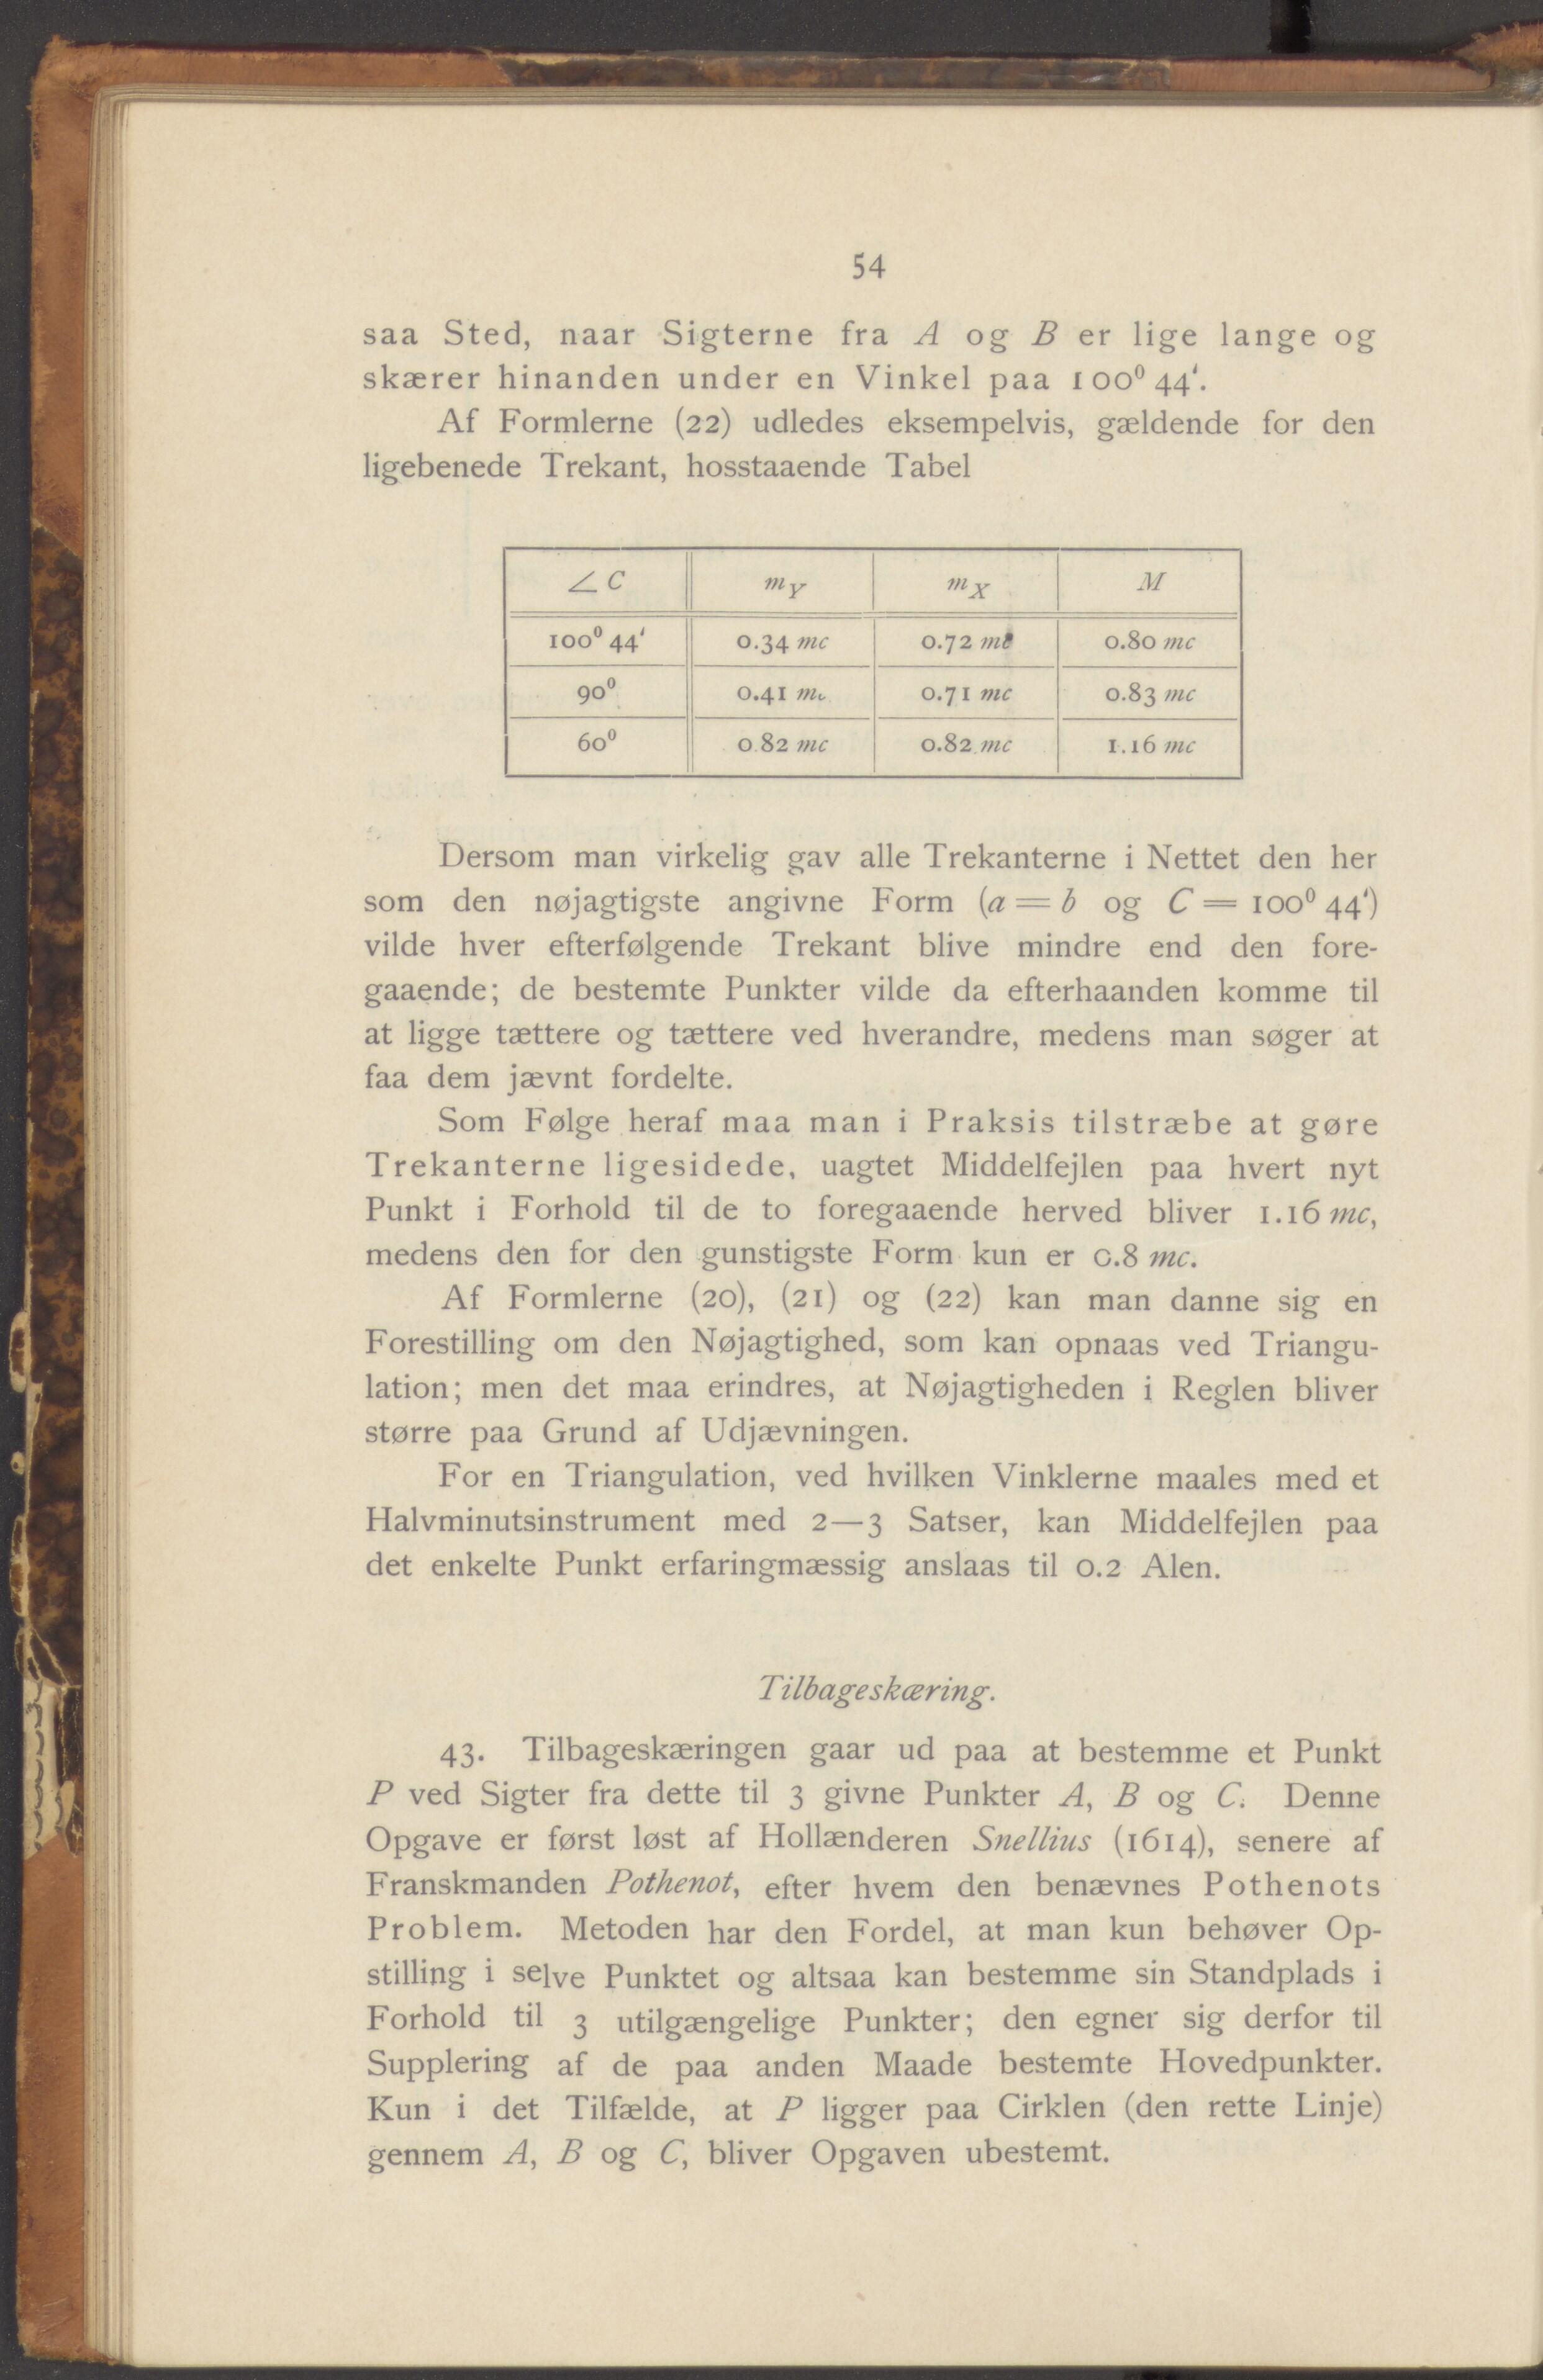 54
saa Sted, naar Sigterne fra A og B er lige lange og
skærer hinanden under en Vinkel paa 100⁰ 44'.
Af Formlerne (22) udledes eksempelvis, gældende for den
ligebenede Trekant, hosstaaende Tabel
∠ C m_Y m_X M
100⁰ 44' 0.34 mc 0.72 mc 0.80 mc
90⁰ 0.41 mc 0.71 mc 0.83 mc
60⁰ 0.82 mc 0.82 mc 1.16 mc
Dersom man virkelig gav alle Trekanterne i Nettet den her
som den nøjagtigste angivne Form (a = b og C = 100⁰ 44')
vilde hver efterfølgende Trekant blive mindre end den fore-
gaaende; de bestemte Punkter vilde da efterhaanden komme til
at ligge tættere og tættere ved hverandre, medens man søger at
faa dem jævnt fordelte.
Som Følge heraf maa man i Praksis tilstræbe at gøre
Trekanterne ligesidede, uagtet Middelfejlen paa hvert nyt
Punkt i Forhold til de to foregaaende herved bliver 1.16 mc,
medens den for den gunstigste Form kun er 0.8 mc.
Af Formlerne (20), (21) og (22) kan man danne sig en
Forestilling om den Nøjagtighed, som kan opnaas ved Triangu-
lation; men det maa erindres, at Nøjagtigheden i Reglen bliver
større paa Grund af Udjævningen.
For en Triangulation, ved hvilken Vinklerne maales med et
Halvminutsinstrument med 2—3 Satser, kan Middelfejlen paa
det enkelte Punkt erfaringmæssig anslaas til 0.2 Alen.
Tilbageskæring.
43. Tilbageskæringen gaar ud paa at bestemme et Punkt
P ved Sigter fra dette til 3 givne Punkter A, B og C. Denne
Opgave er først løst af Hollænderen Snellius (1614), senere af
Franskmanden Pothenot, efter hvem den benævnes Pothenots
Problem. Metoden har den Fordel, at man kun behøver Op-
stilling i selve Punktet og altsaa kan bestemme sin Standplads i
Forhold til 3 utilgængelige Punkter; den egner sig derfor til
Supplering af de paa anden Maade bestemte Hovedpunkter.
Kun i det Tilfælde, at P ligger paa Cirklen (den rette Linje)
gennem A, B og C, bliver Opgaven ubestemt.